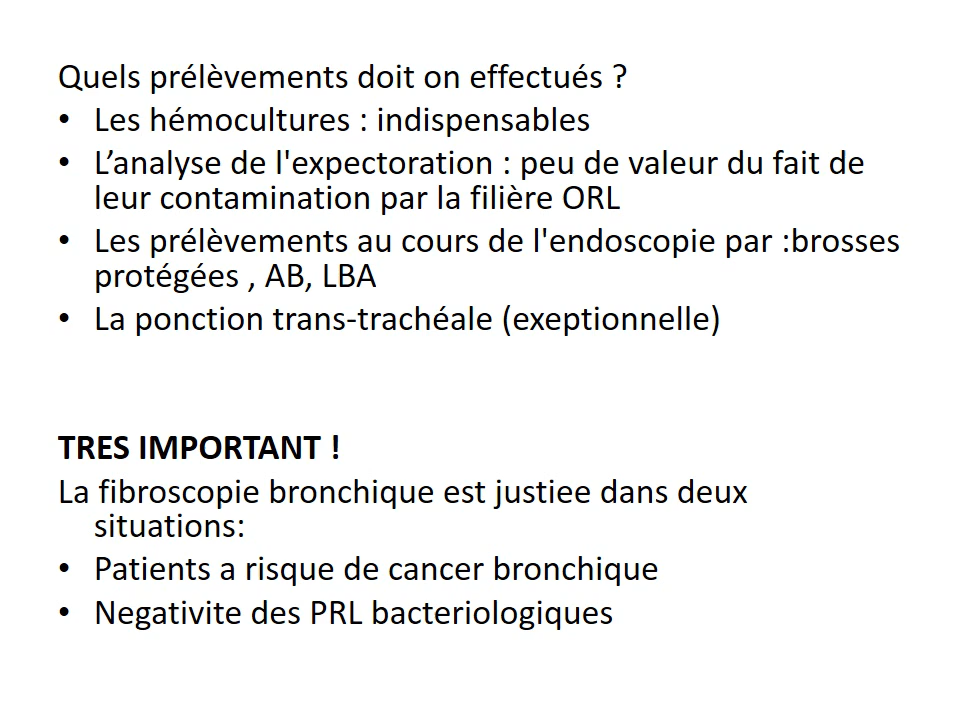 Quels prélèvements doit on effectués ?
• Les hémocultures : indispensables
• L’analyse de l'expectoration : peu de valeur du fait de
leur contamination par la filière ORL
• Les prélèvements au cours de l'endoscopie par :brosses
protégées , AB, LBA
• La ponction trans-trachéale (exeptionnelle)
TRES IMPORTANT !
La fibroscopie bronchique est justiee dans deux
situations:
• Patients a risque de cancer bronchique
• Negativite des PRL bacteriologiques